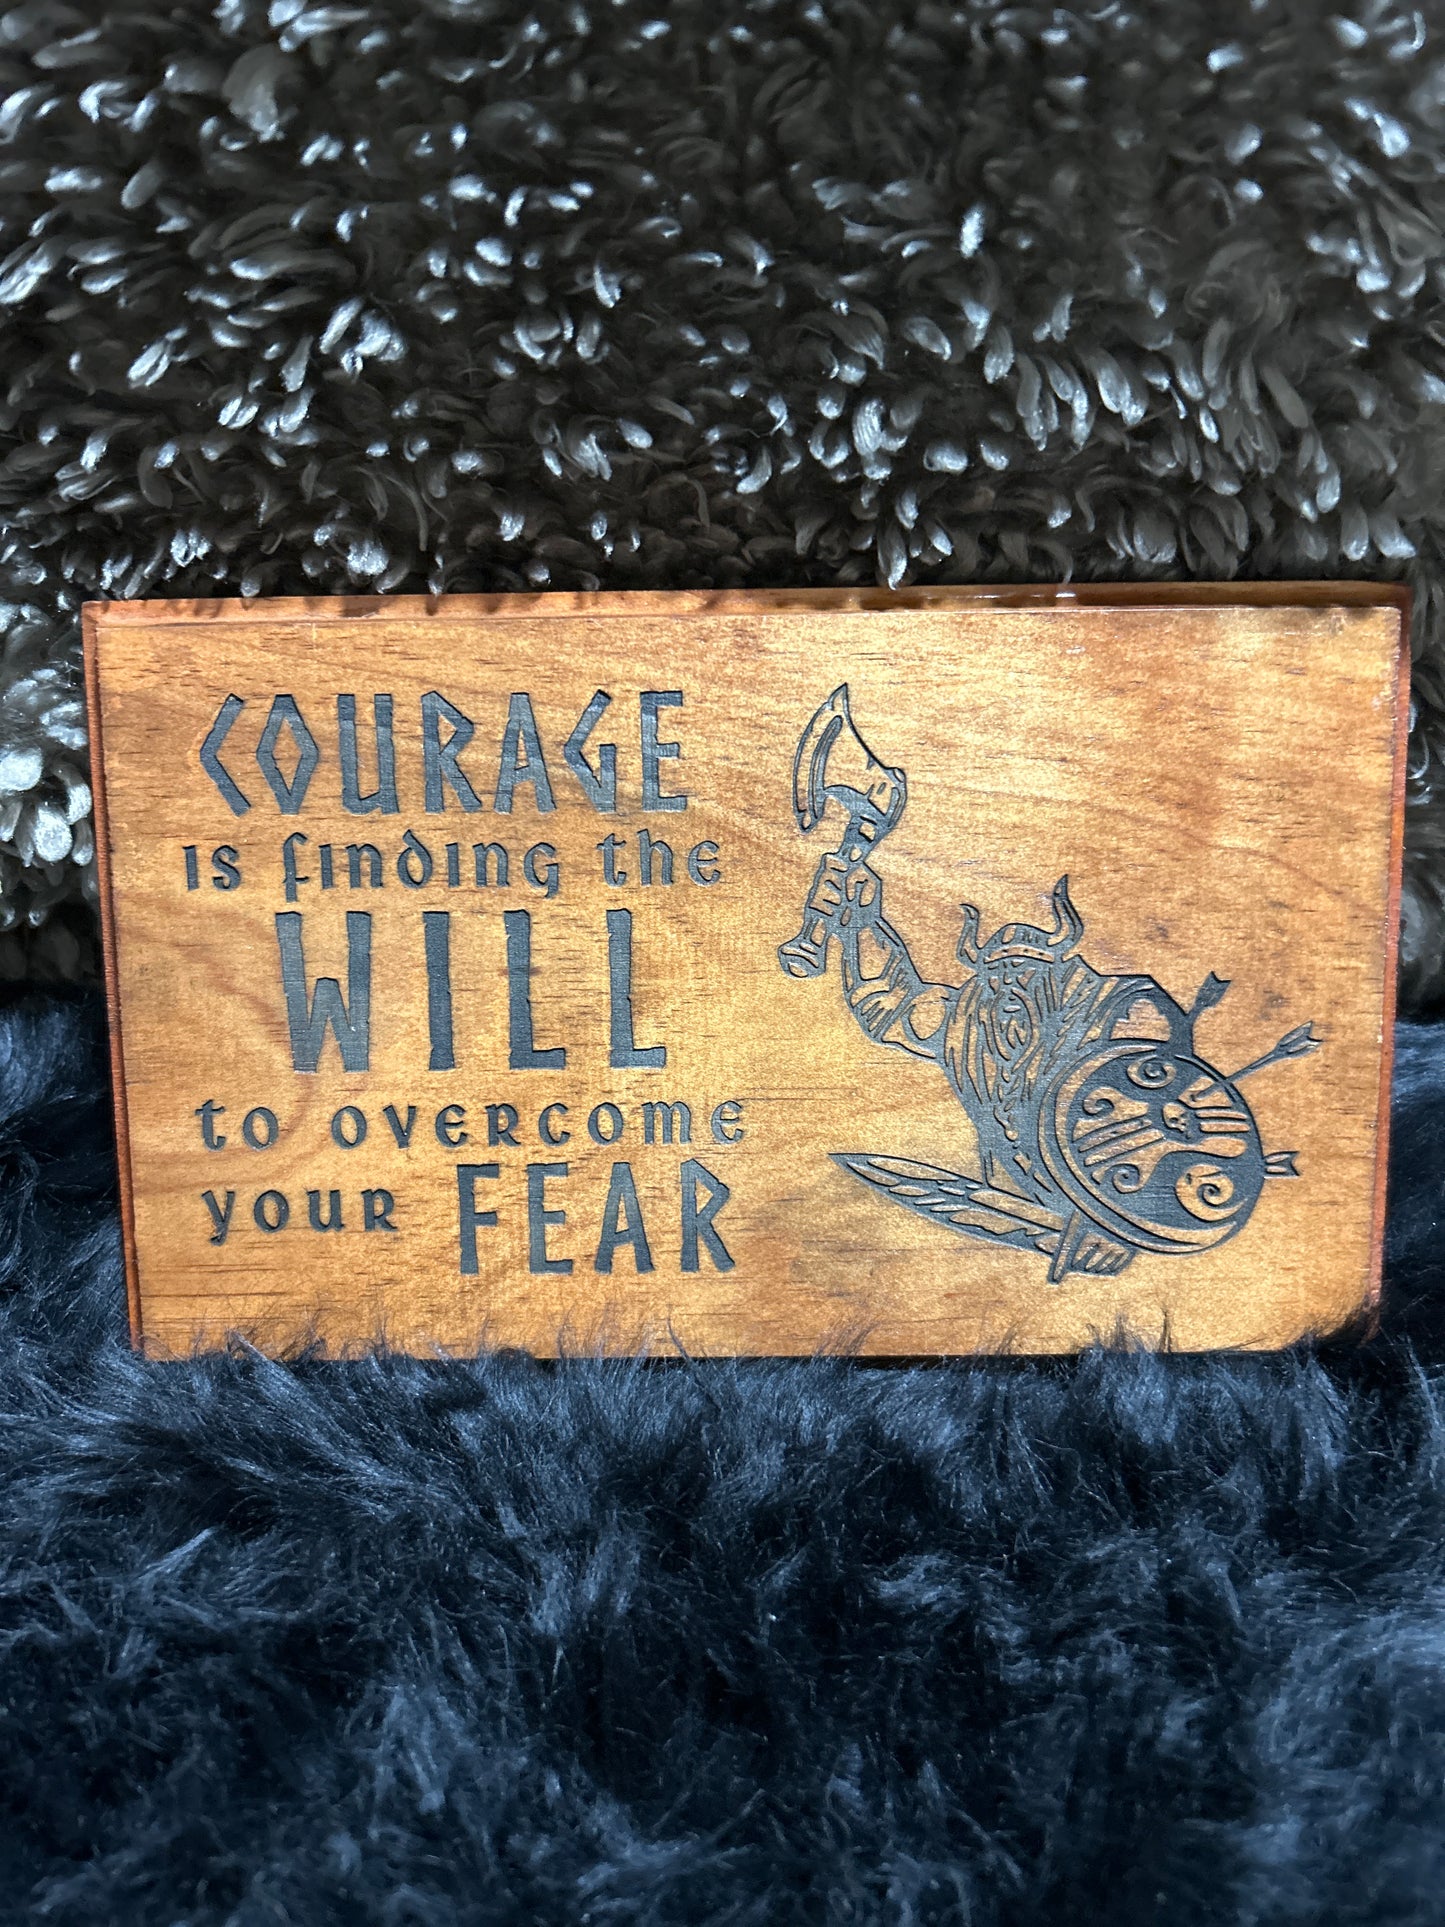 COURAGE
is finding the
WILL
to overcome
your FEAR